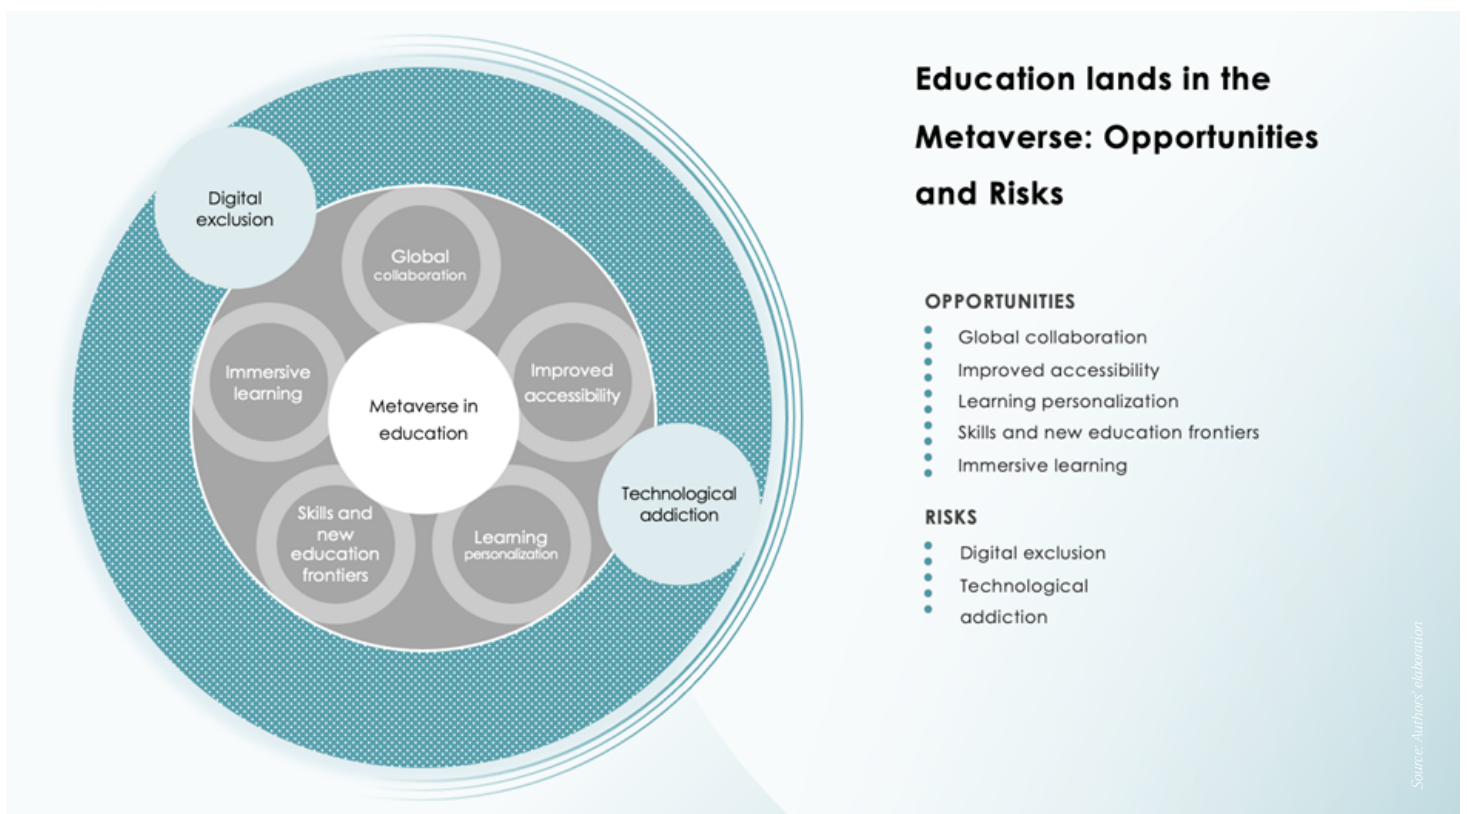 Education lands in the
Metaverse: Opportunities
and Risks
Digital
exclusion
Global
collaboration
Immersive
learning
Improved
accessibility
Metaverse in
education
Technological
addiction
Skills and
new
education
frontiers
Learning
personalization
OPPORTUNITIES
Global collaboration
Improved accessibility
Learning personalization
Skills and new education frontiers
Immersive learning
RISKS
Digital exclusion
Technological
addiction
Source: Authors' elaboration